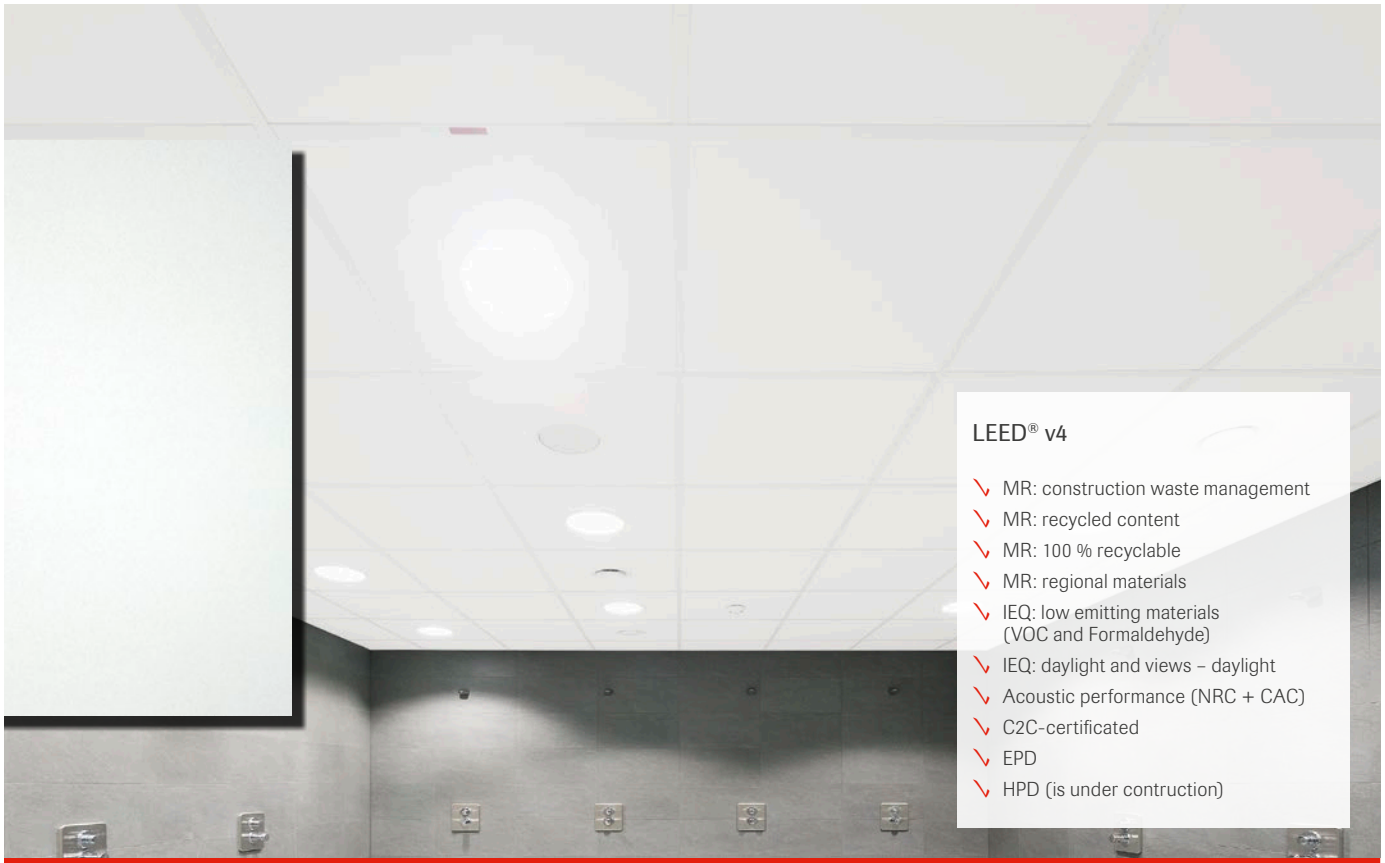 LEED® v4
MR: construction waste management
MR: recycled content
MR: 100 % recyclable
MR: regional materials
IEQ: low emitting materials
(VOC and Formaldehyde)
IEQ: daylight and views – daylight
Acoustic performance (NRC + CAC)
C2C-certificated
EPD
HPD (is under contruction)